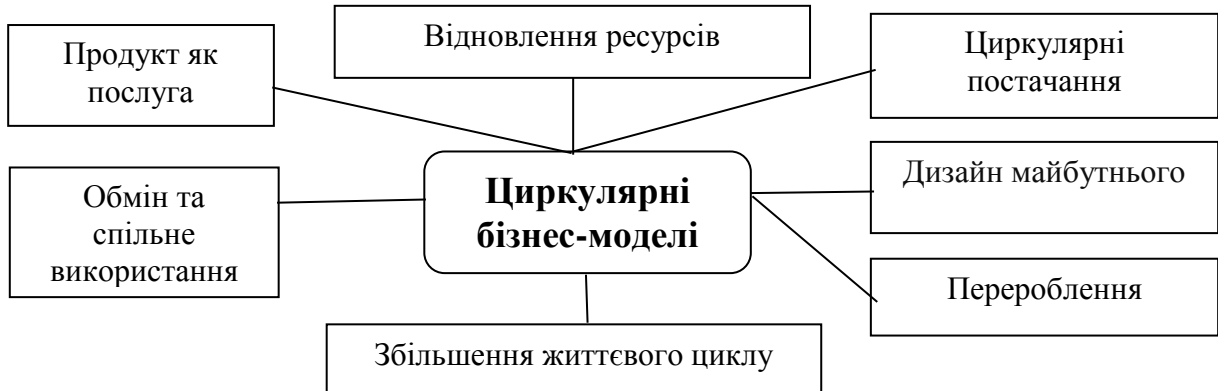 Відновлення ресурсів
Продукт як
послуга
Циркулярні
постачання
Циркулярні
бізнес-моделі
Обмін та
спільне
використання
Дизайн майбутнього
Перероблення
Збільшення життєвого циклу